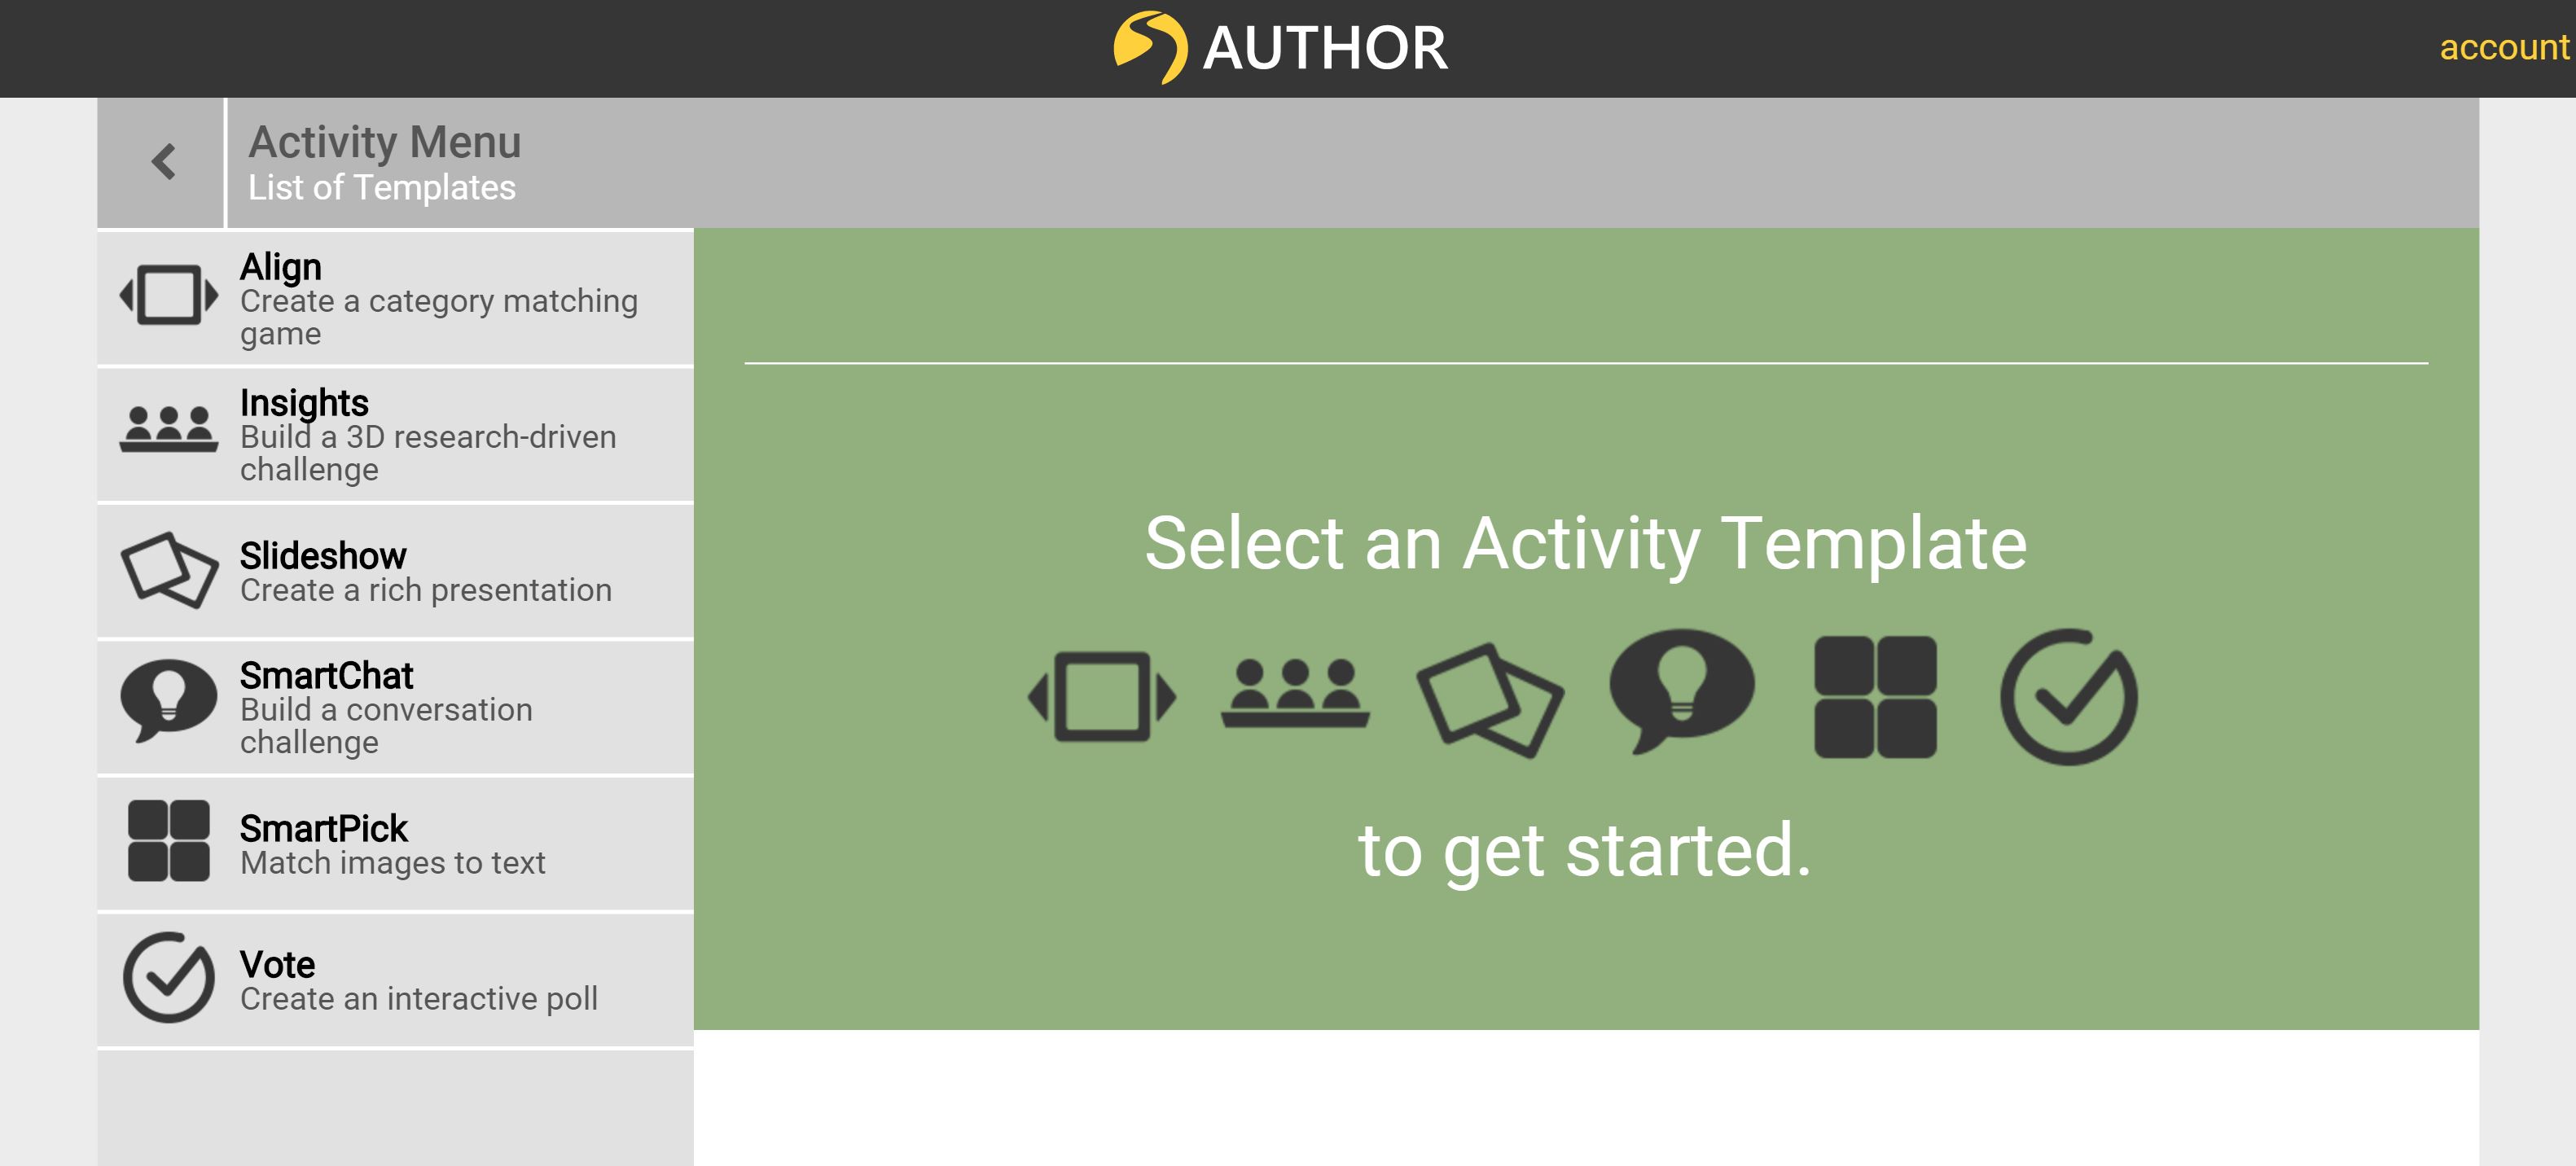 AUTHOR
account
Activity Menu
List of Templates
Align
Create a category matching
game
Insights
Build a 3D research-driven
challenge
Slideshow
Create a rich presentation
SmartChat
Build a conversation
challenge
SmartPick
Match images to text
Vote
Create an interactive poll
Select an Activity Template
to get started.